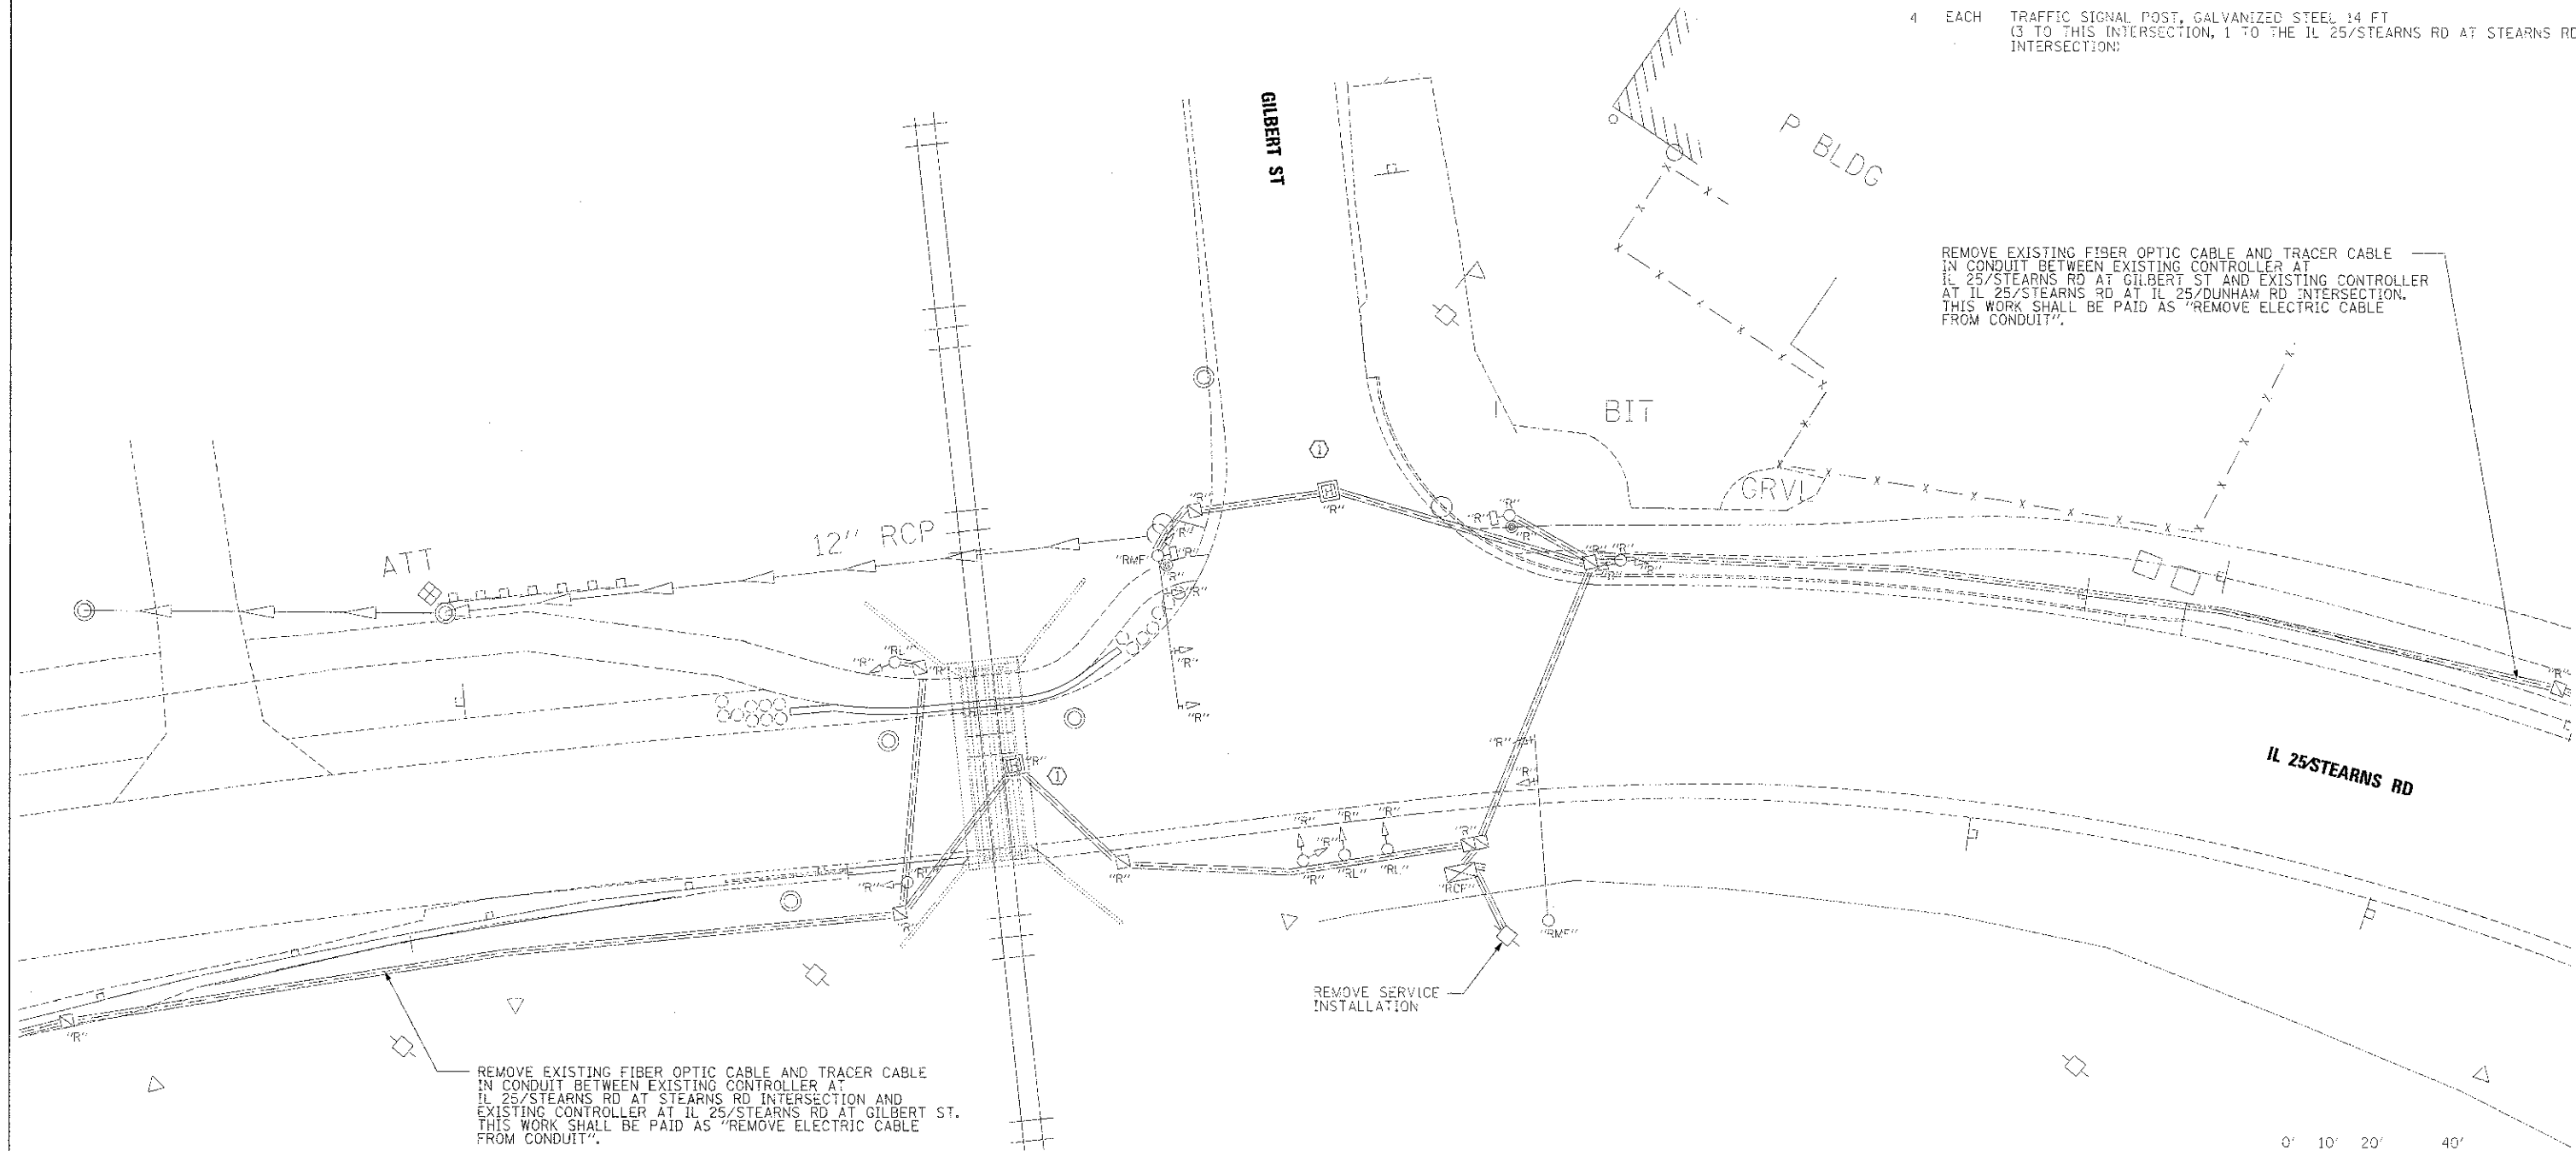 4 EACH TRAFFIC SIGNAL POST, GALVANIZED STEEL 14 FT
(3 TO THIS INTERSECTION, 1 TO THE IL 25/STEARNS RD AT STEARNS RD
INTERSECTION)
GILBERT ST
P BLDG
REMOVE EXISTING FIBER OPTIC CABLE AND TRACER CABLE
IN CONDUIT BETWEEN EXISTING CONTROLLER AT
IL 25/STEARNS RD AT GILBERT ST AND EXISTING CONTROLLER
AT IL 25/STEARNS RD AT IL 25/DUNHAM RD INTERSECTION.
THIS WORK SHALL BE PAID AS "REMOVE ELECTRIC CABLE
FROM CONDUIT".
BIT
1
GRVL
H
"R"
"R"
"R"
"R"
"R"
12" RCP
ATT
"R"
"RMF"
"R"
"R"
"R"
"R"
"R"
"R"
"R"
"RL"
"R"
"R"
"R"
"R"
"R"
"R"
"R"
IL 25/STEARNS RD
H
"R"
1
"R"
"R"
"R"
"R"
"R"
"R"
"R"
"RL"
"RL"
"R"
"RCF"
"R"
"RL"
"R"
"RMF"
REMOVE SERVICE
INSTALLATION
"R"
REMOVE EXISTING FIBER OPTIC CABLE AND TRACER CABLE
IN CONDUIT BETWEEN EXISTING CONTROLLER AT
IL 25/STEARNS RD AT STEARNS RD INTERSECTION AND
EXISTING CONTROLLER AT IL 25/STEARNS RD AT GILBERT ST.
THIS WORK SHALL BE PAID AS "REMOVE ELECTRIC CABLE
FROM CONDUIT".
0' 10' 20' 40'